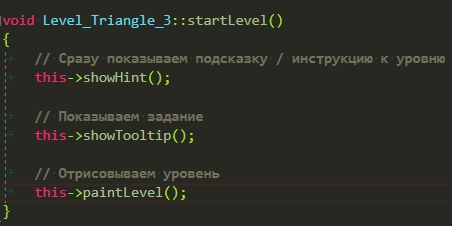 void Level_Triangle_3::startLevel()
{
// Сразу показываем подсказку / инструкцию к уровню
this->showHint();
// Показываем задание
this->showTooltip();
// Отрисовываем уровень
this->paintLevel();
}